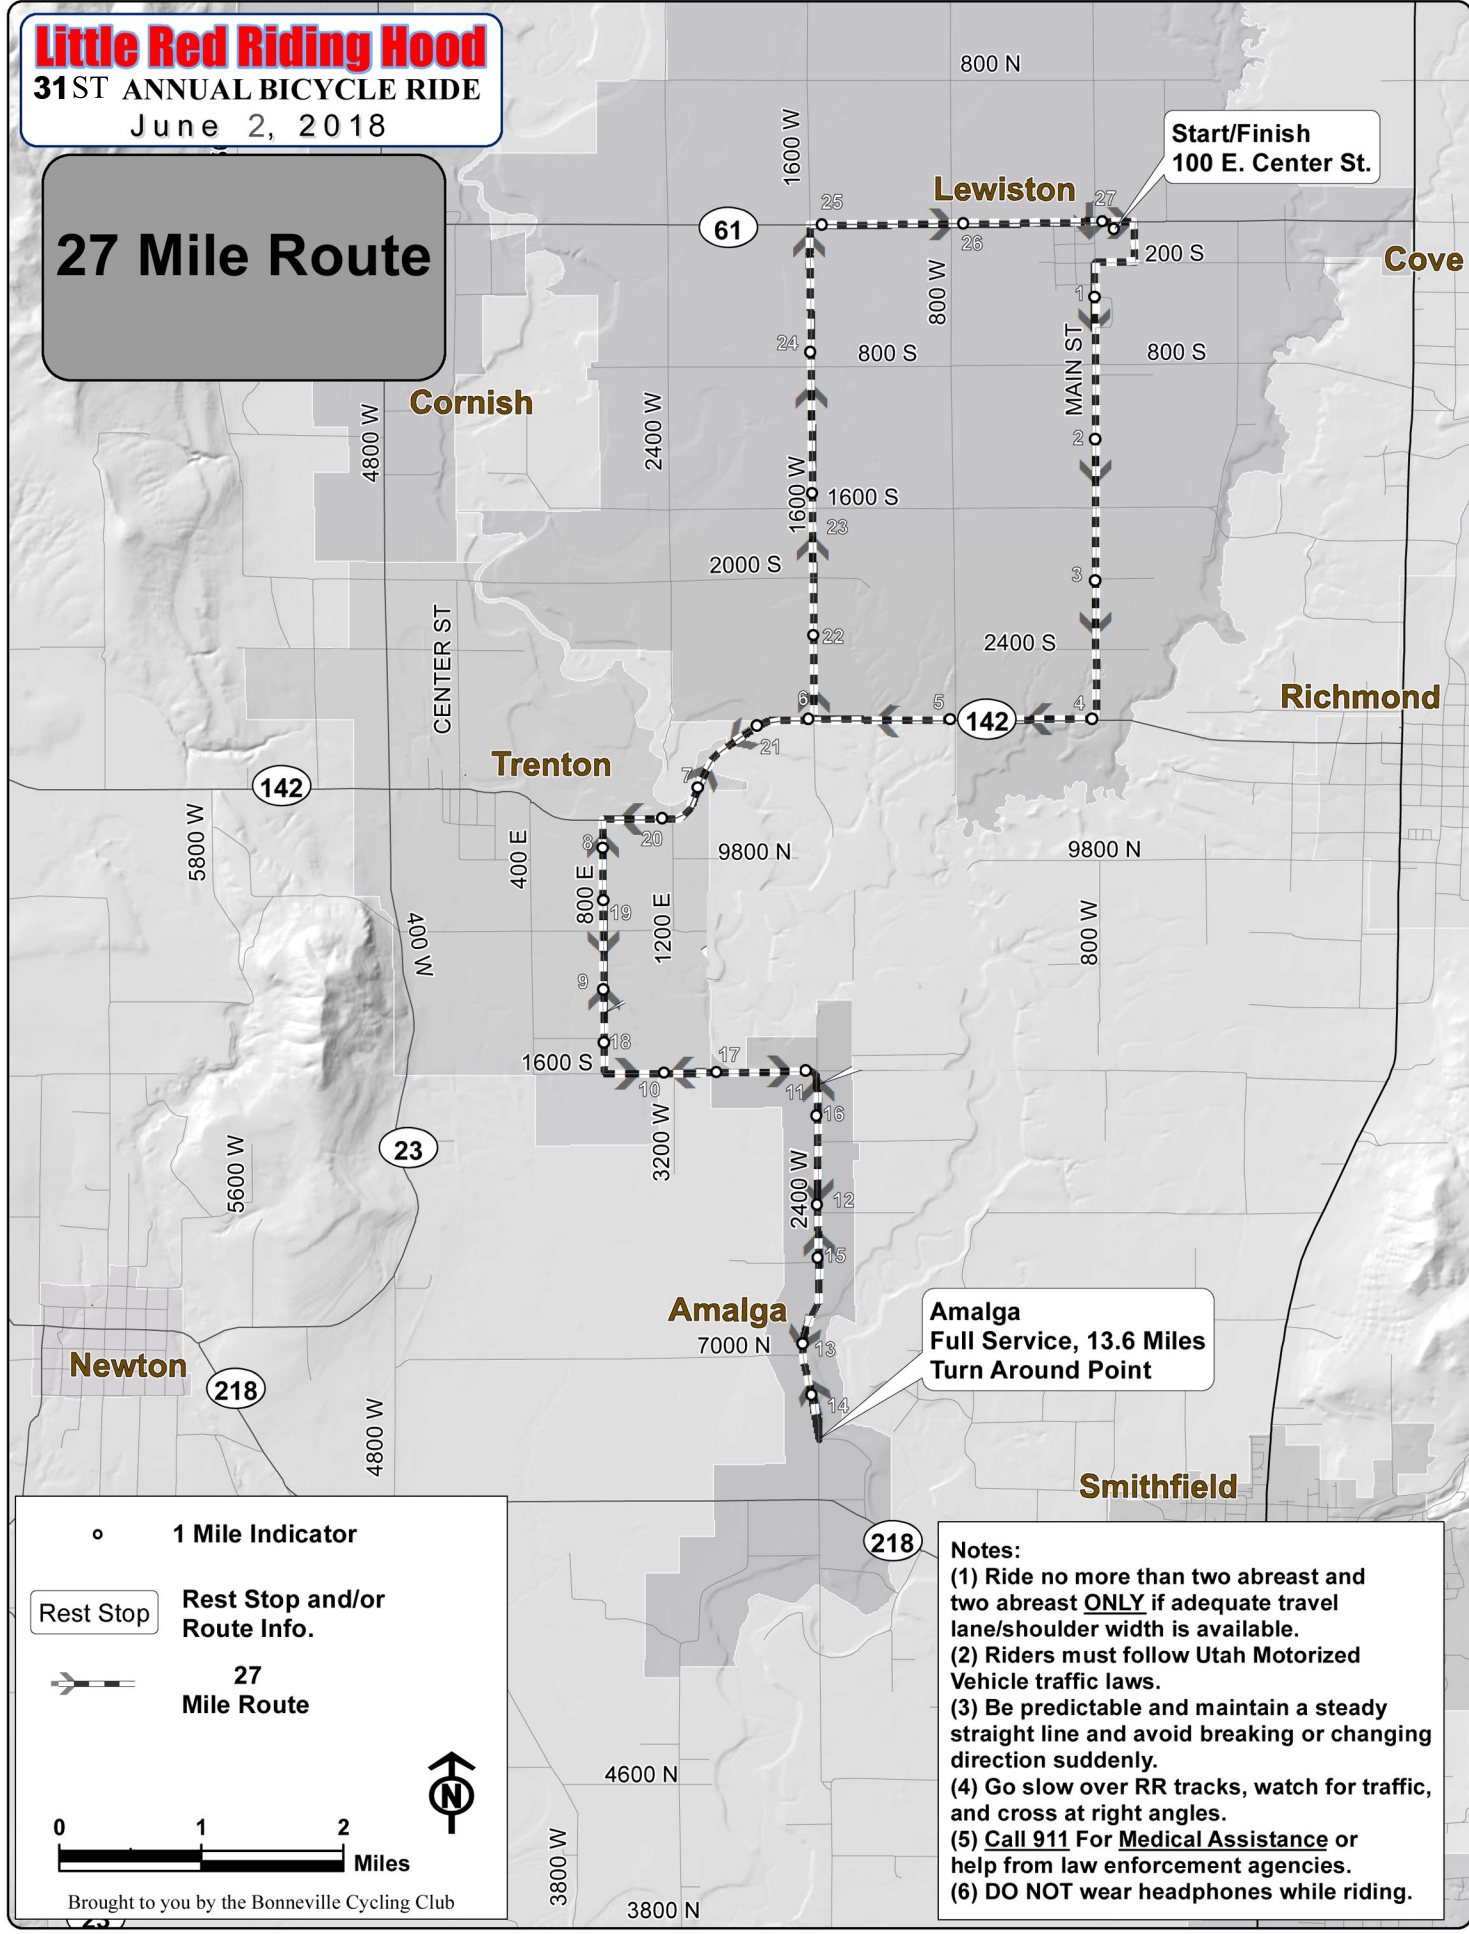 Little Red Riding Hood
31ST ANNUAL BICYCLE RIDE
June 2, 2018
27 Mile Route
800 N
1600 W
Start/Finish
100 E. Center St.
Lewiston
25
26
27
61
200 S
Cove
800 W
1
24
800 S
MAIN ST
800 S
Cornish
4800 W
2400 W
2
1600 W
1600 S
23
2000 S
3
CENTER ST
22
2400 S
Richmond
6
5
142
4
21
Trenton
7
142
20
8
5800 W
400 E
9800 N
9800 N
800 E
19
1200 E
400 W
800 W
9
18
1600 S
10
17
11
16
3200 W
23
5600 W
2400 W
12
15
Amalga
7000 N
13
14
Amalga
Full Service, 13.6 Miles
Turn Around Point
Newton
218
4800 W
Smithfield
218
1 Mile Indicator
Rest Stop
Rest Stop and/or
Route Info.
27
Mile Route
N
0 1 2
Miles
Brought to you by the Bonneville Cycling Club
23
4600 N
3800 W
3800 N
Notes:
(1) Ride no more than two abreast and
two abreast ONLY if adequate travel
lane/shoulder width is available.
(2) Riders must follow Utah Motorized
Vehicle traffic laws.
(3) Be predictable and maintain a steady
straight line and avoid breaking or changing
direction suddenly.
(4) Go slow over RR tracks, watch for traffic,
and cross at right angles.
(5) Call 911 For Medical Assistance or
help from law enforcement agencies.
(6) DO NOT wear headphones while riding.